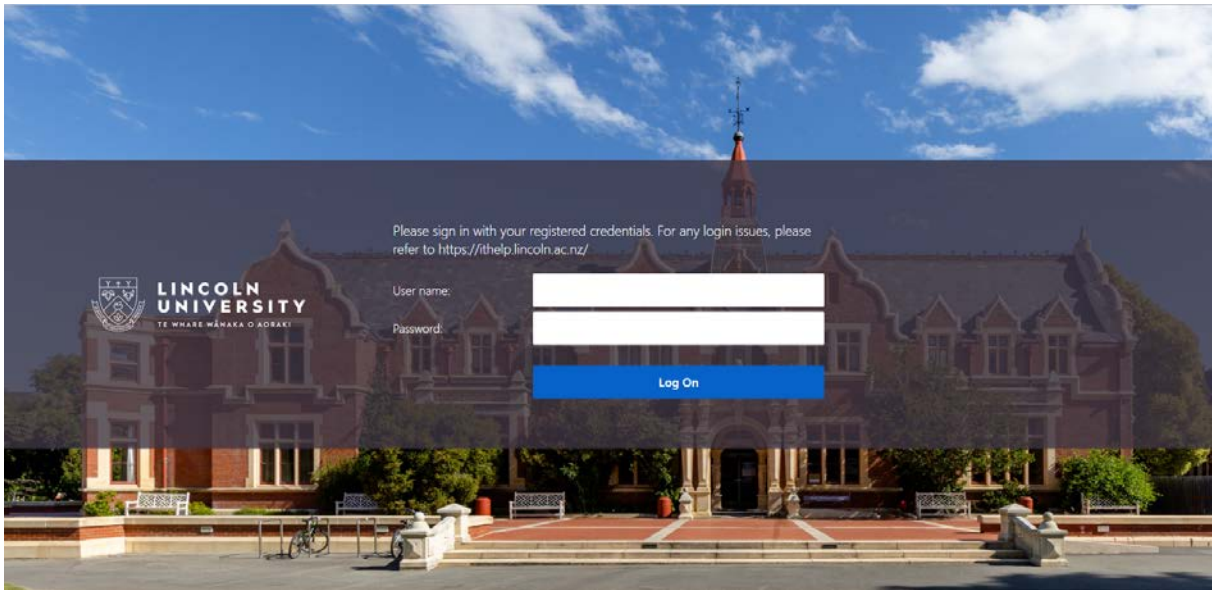 Please sign in with your registered credentials. For any login issues, please
refer to https://ithelp.lincoln.ac.nz/
LINCOLN
UNIVERSITY
TE WHARE WĀNAKA O AORAKI
User name:
Password:
Log On